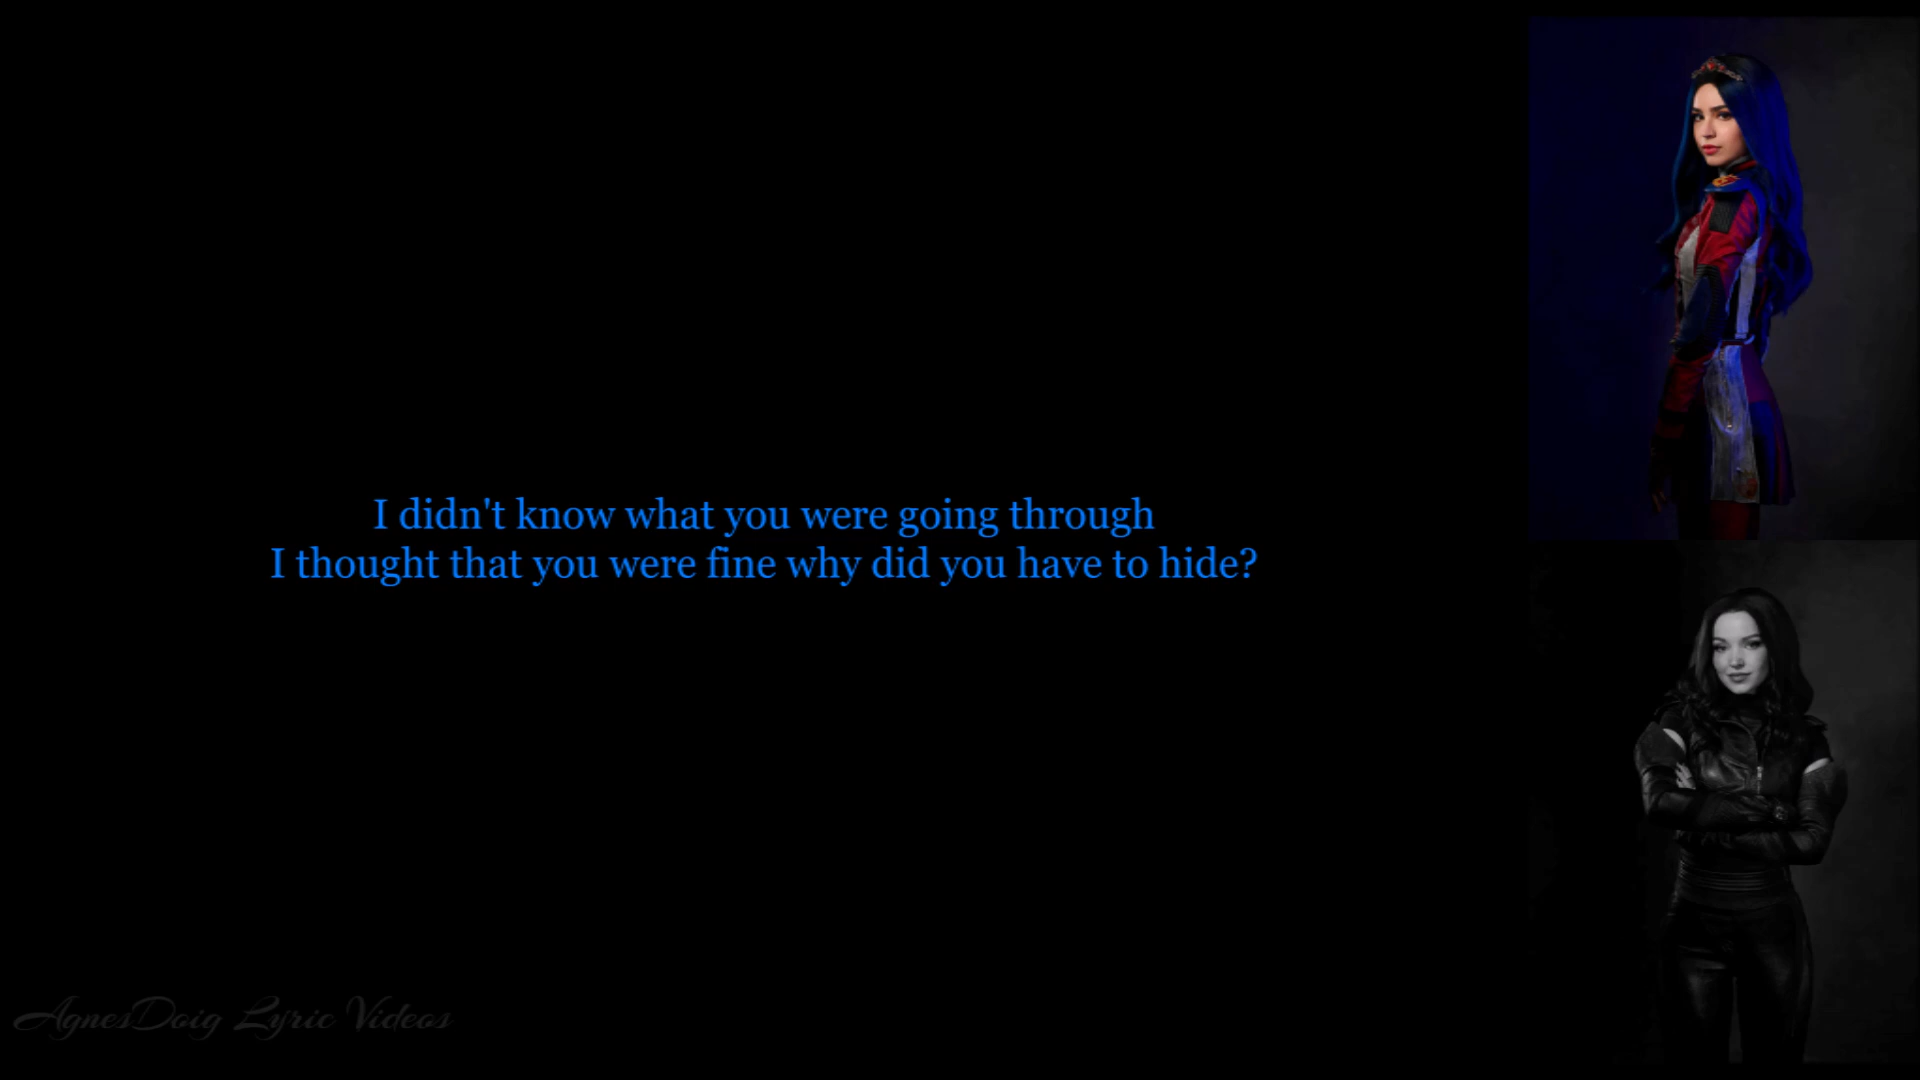 I didn't know what you were going through
I thought that you were fine why did you have to hide?
AgnesDoig Lyric Videos